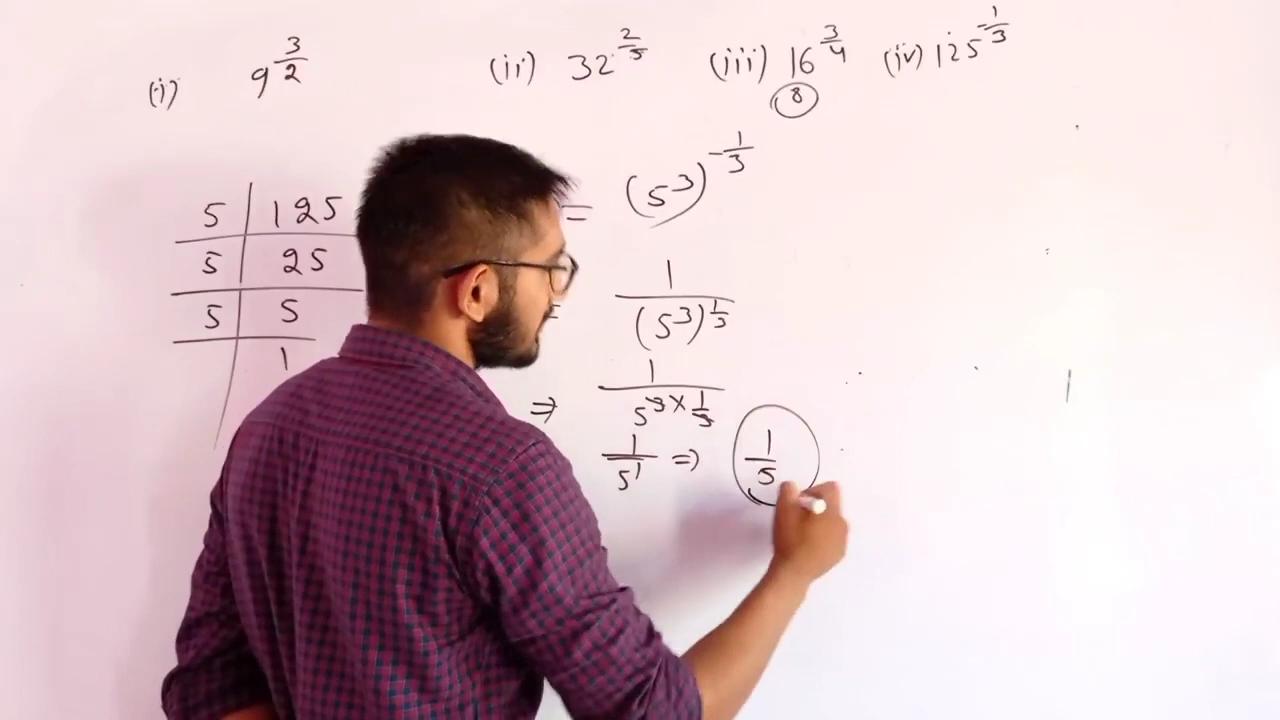 (i) 9^(3/2) (ii) 32^(2/5) (iii) 16^(3/4) (iv) 125^(-1/3)
8
5 | 125
5 | 25
5 | 5
1
= (5^3)^(-1/3)
= 1/(5^3)^(1/3)
⇒ 1/5^(3×1/3)
1/5^1 ⇒ 1/5